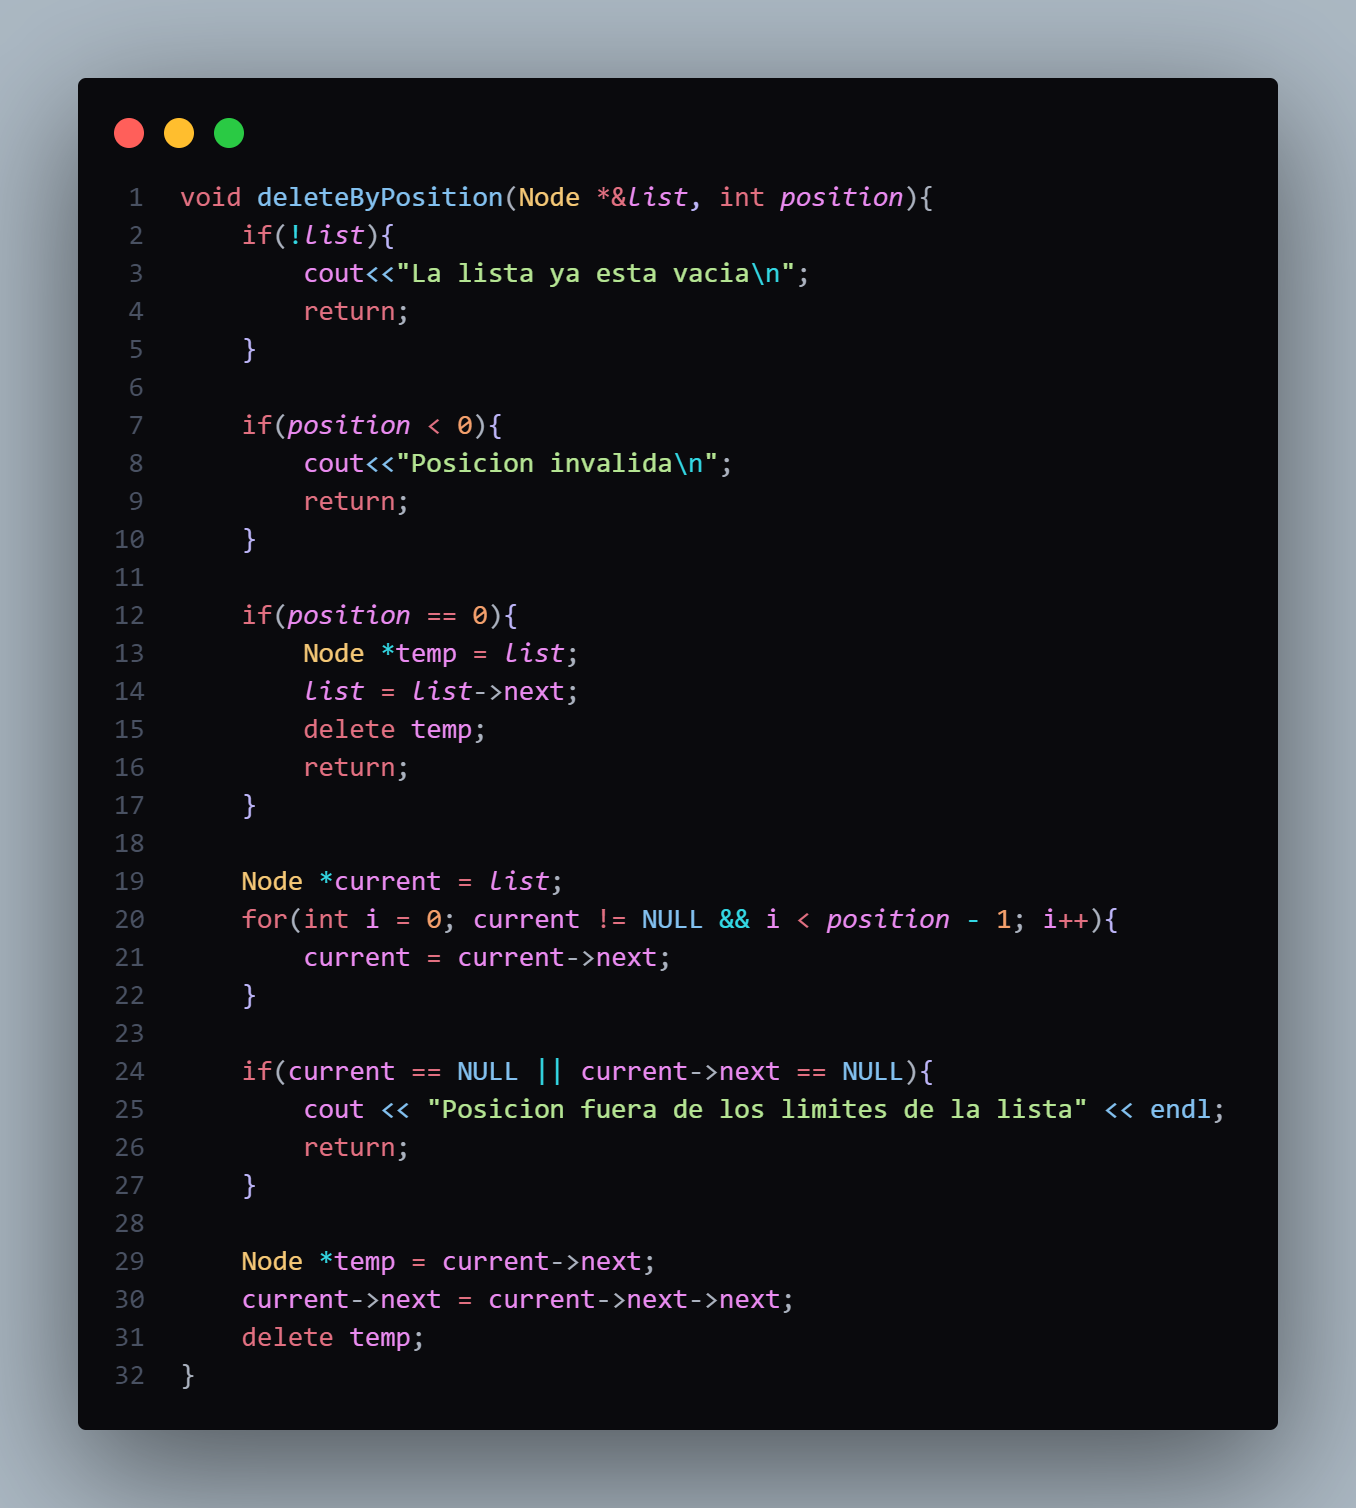 1 void deleteByPosition(Node *&list, int position){
2     if(!list){
3         cout<<"La lista ya esta vacia\n";
4         return;
5     }
6
7     if(position < 0){
8         cout<<"Posicion invalida\n";
9         return;
10     }
11
12     if(position == 0){
13         Node *temp = list;
14         list = list->next;
15         delete temp;
16         return;
17     }
18
19     Node *current = list;
20     for(int i = 0; current != NULL && i < position - 1; i++){
21         current = current->next;
22     }
23
24     if(current == NULL || current->next == NULL){
25         cout << "Posicion fuera de los limites de la lista" << endl;
26         return;
27     }
28
29     Node *temp = current->next;
30     current->next = current->next->next;
31     delete temp;
32 }